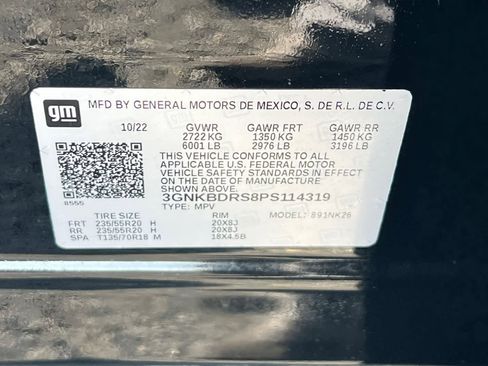 gm
MFD BY GENERAL MOTORS DE MEXICO, S. DE R.L. DE C.V.
10/22 GVWR GAWR FRT GAWR RR
2722 KG 1350 KG 1450 KG
6001 LB 2976 LB 3196 LB
THIS VEHICLE CONFORMS TO ALL
APPLICABLE U.S. FEDERAL MOTOR
VEHICLE SAFETY STANDARDS IN EFFECT
ON THE DATE OF MANUFACTURE SHOWN ABOVE.
3GNKBDRS8PS114319
8555 TYPE: MPV MODEL: 891NK26
TIRE SIZE RIM
FRT 235/55R20 H 20X8J
RR 235/55R20 H 20X8J
SPA T135/70R18 M 18X4.5B